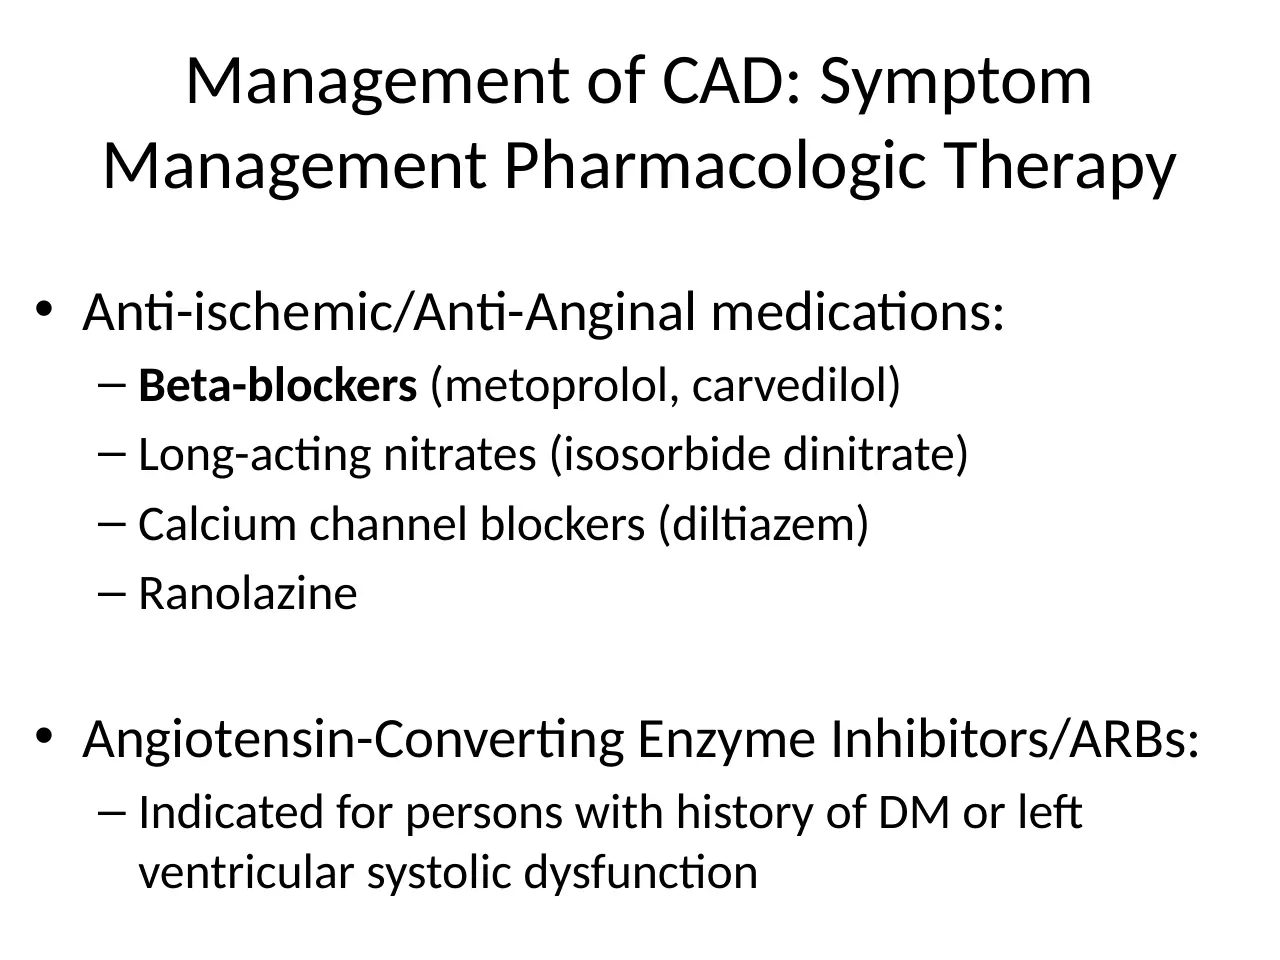 Management of CAD: Symptom
Management Pharmacologic Therapy
• Anti-ischemic/Anti-Anginal medications:
– Beta-blockers (metoprolol, carvedilol)
– Long-acting nitrates (isosorbide dinitrate)
– Calcium channel blockers (diltiazem)
– Ranolazine
• Angiotensin-Converting Enzyme Inhibitors/ARBs:
– Indicated for persons with history of DM or left
ventricular systolic dysfunction